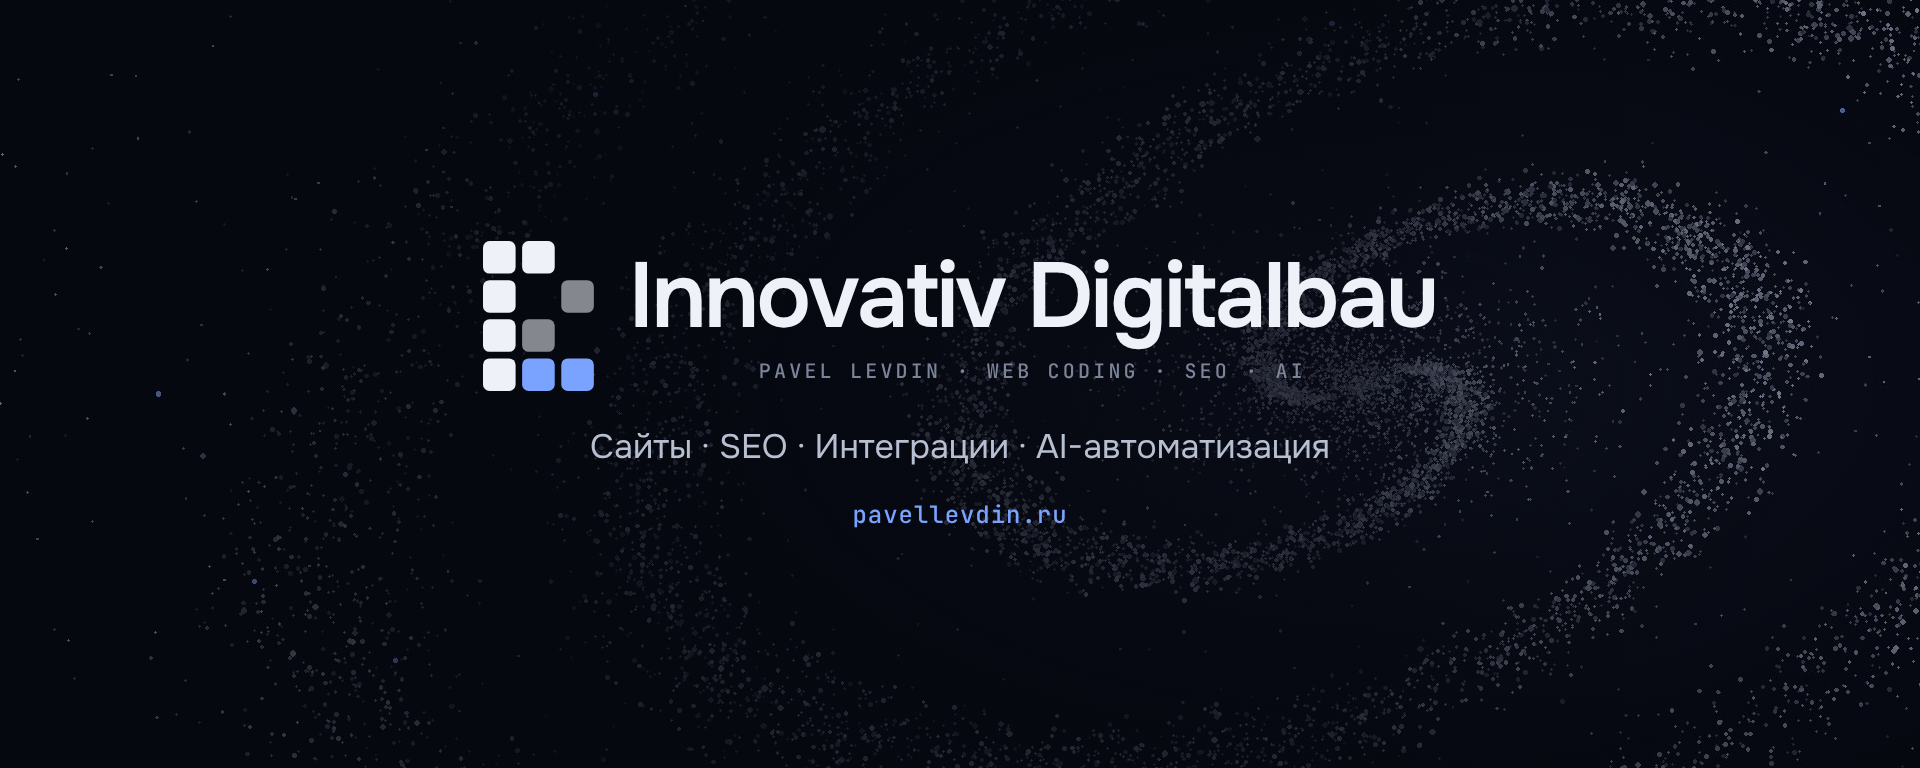 Innovativ Digitalbau
PAVEL LEVDIN · WEB CODING · SEO · AI
Сайты · SEO · Интеграции · AI-автоматизация
pavellevdin.ru